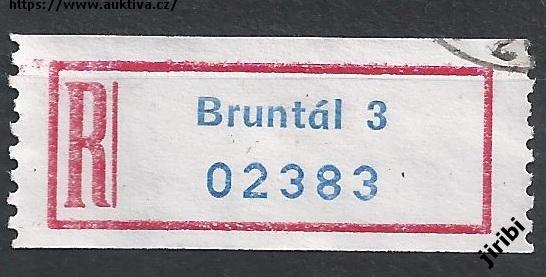 https://www.auktiva.cz/
R
Bruntál 3
02383
jiribi